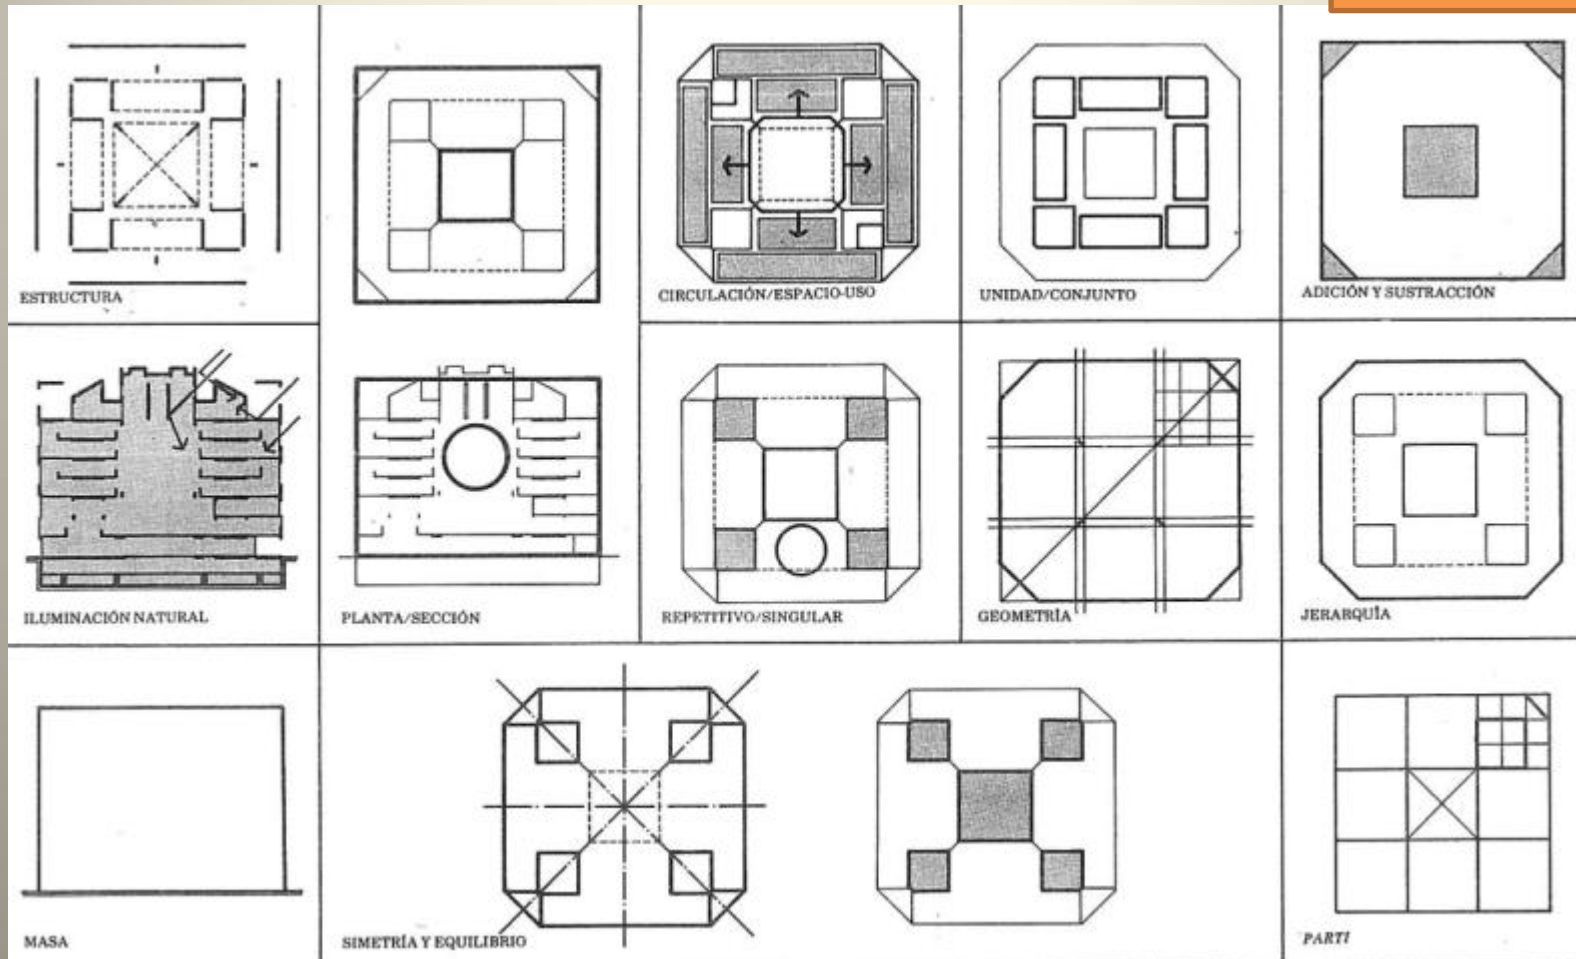 ESTRUCTURA
CIRCULACIÓN/ESPACIO-USO
UNIDAD/CONJUNTO
ADICIÓN Y SUSTRACCIÓN
ILUMINACIÓN NATURAL
PLANTA/SECCIÓN
REPETITIVO/SINGULAR
GEOMETRÍA
JERARQUÍA
MASA
SIMETRÍA Y EQUILIBRIO
PARTI